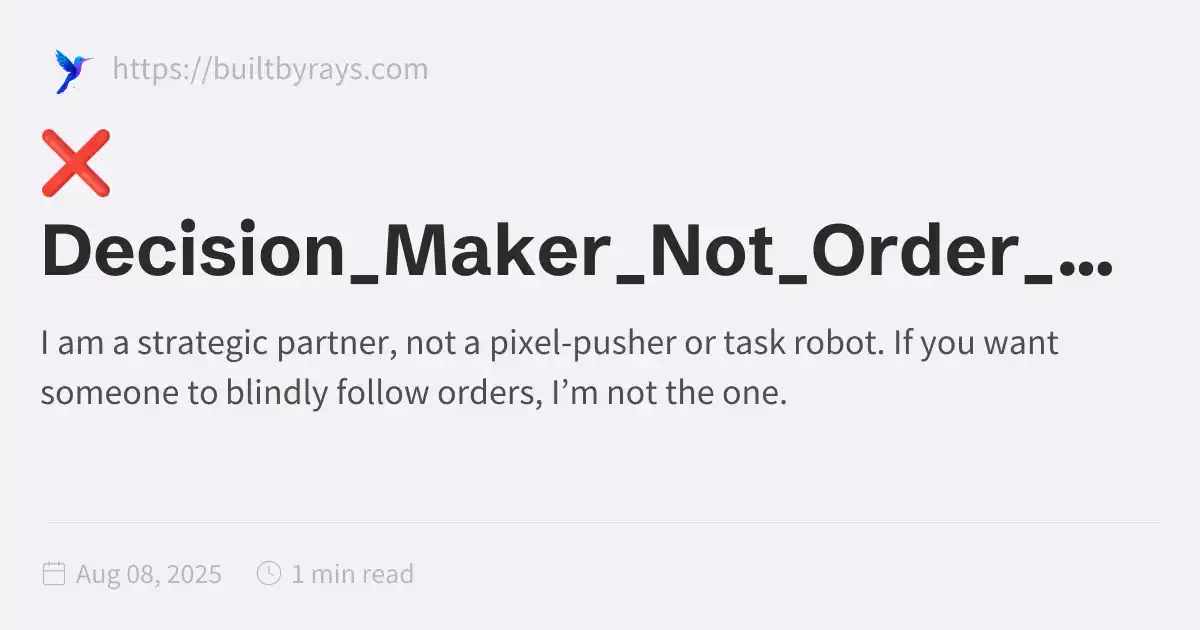 https://builtbyrays.com
❌
Decision_Maker_Not_Order_...
I am a strategic partner, not a pixel-pusher or task robot. If you want
someone to blindly follow orders, I’m not the one.
Aug 08, 2025 1 min read